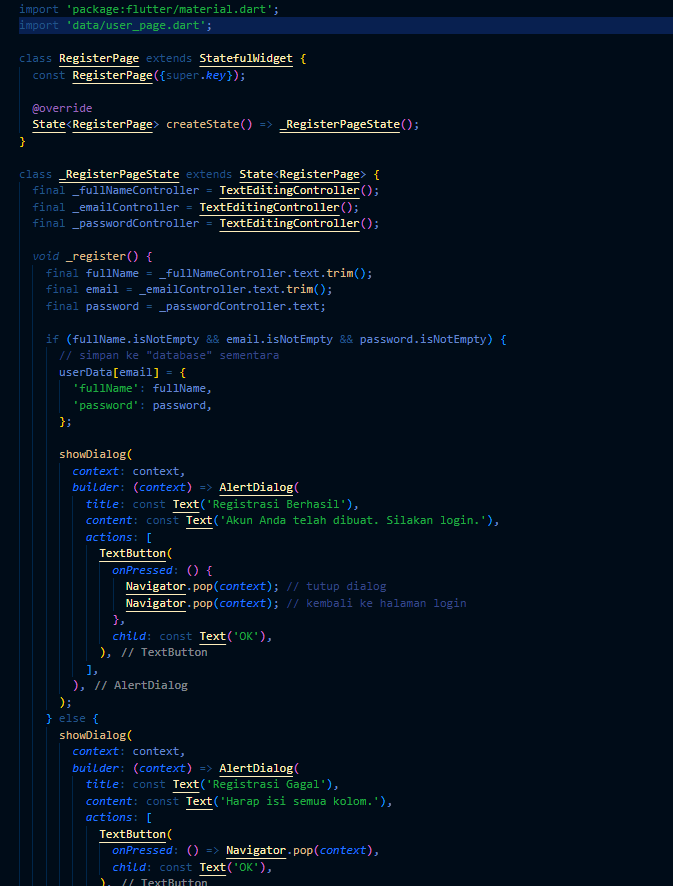 import 'package:flutter/material.dart';
import 'data/user_page.dart';
class RegisterPage extends StatefulWidget {
const RegisterPage({super.key});
@override
State<RegisterPage> createState() => _RegisterPageState();
}
class _RegisterPageState extends State<RegisterPage> {
final _fullNameController = TextEditingController();
final _emailController = TextEditingController();
final _passwordController = TextEditingController();
void _register() {
final fullName = _fullNameController.text.trim();
final email = _emailController.text.trim();
final password = _passwordController.text;
if (fullName.isNotEmpty && email.isNotEmpty && password.isNotEmpty) {
// simpan ke "database" sementara
userData[email] = {
'fullName': fullName,
'password': password,
};
showDialog(
context: context,
builder: (context) => AlertDialog(
title: const Text('Registrasi Berhasil'),
content: const Text('Akun Anda telah dibuat. Silakan login.'),
actions: [
TextButton(
onPressed: () {
Navigator.pop(context); // tutup dialog
Navigator.pop(context); // kembali ke halaman login
},
child: const Text('OK'),
), // TextButton
],
), // AlertDialog
);
} else {
showDialog(
context: context,
builder: (context) => AlertDialog(
title: const Text('Registrasi Gagal'),
content: const Text('Harap isi semua kolom.'),
actions: [
TextButton(
onPressed: () => Navigator.pop(context),
child: const Text('OK'),
), // TextButton